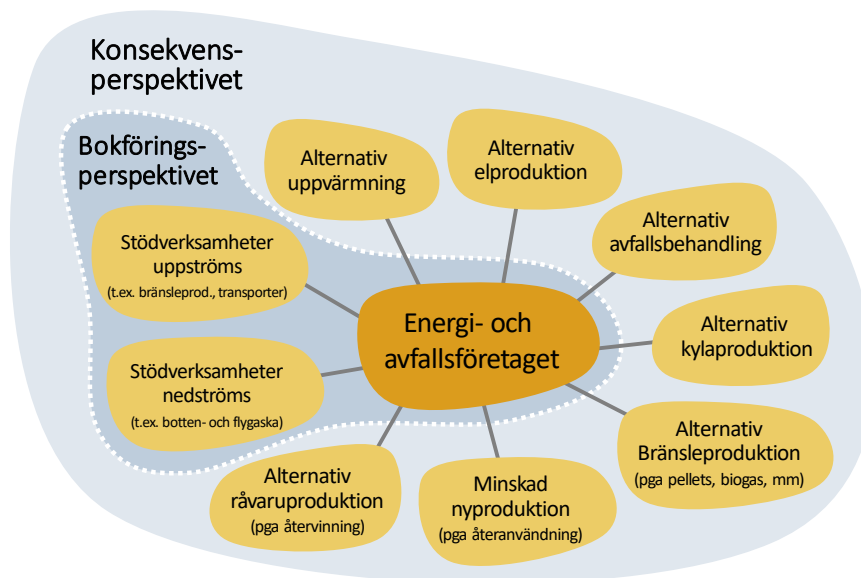 Konsekvens-
perspektivet
Bokförings-
perspektivet
Alternativ
uppvärmning
Alternativ
elproduktion
Alternativ
avfallsbehandling
Stödverksamheter
uppströms
(t.ex. bränsleprod., transporter)
Energi- och
avfallsföretaget
Alternativ
kylaproduktion
Stödverksamheter
nedströms
(t.ex. botten- och flygaska)
Alternativ
Bränsleproduktion
(pga pellets, biogas, mm)
Alternativ
råvaruproduktion
(pga återvinning)
Minskad
nyproduktion
(pga återanvändning)